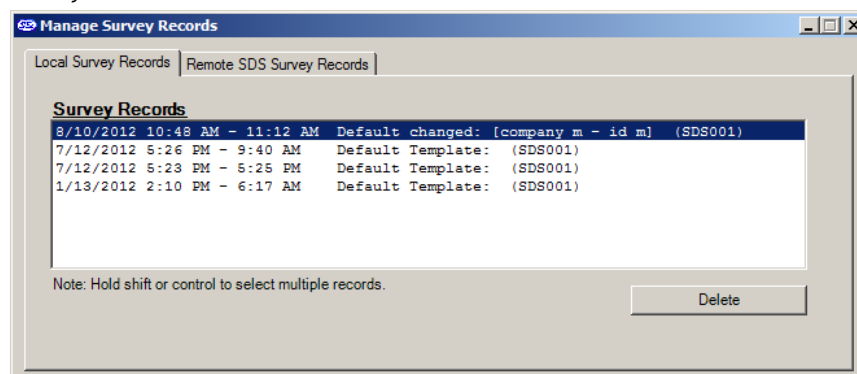 Manage Survey Records
Local Survey Records Remote SDS Survey Records
Survey Records
8/10/2012 10:48 AM - 11:12 AM Default changed: [company m - id m] (SDS001)
7/12/2012 5:26 PM - 9:40 AM Default Template: (SDS001)
7/12/2012 5:23 PM - 5:25 PM Default Template: (SDS001)
1/13/2012 2:10 PM - 6:17 AM Default Template: (SDS001)
Note: Hold shift or control to select multiple records.
Delete